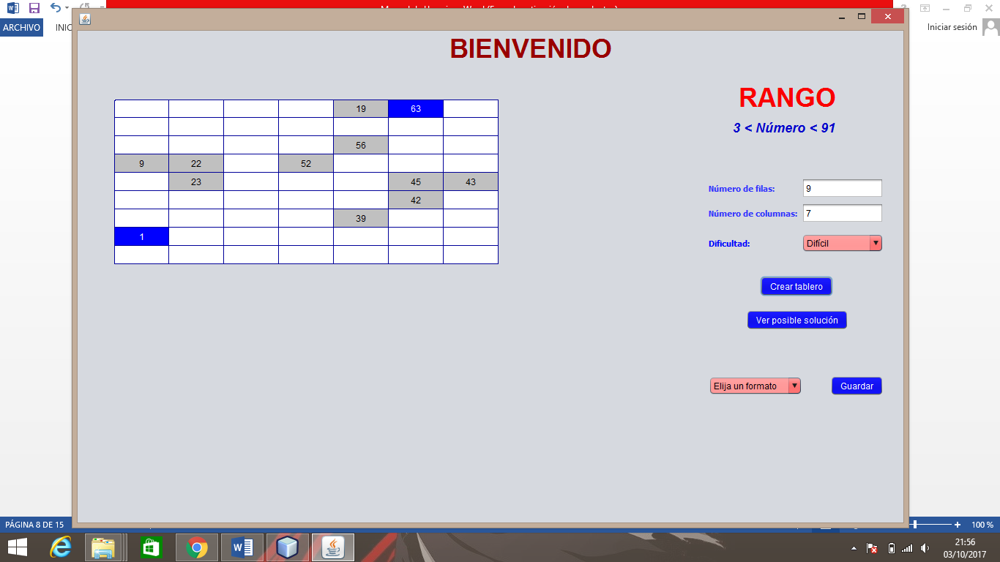 ARCHIVO
INIC
Iniciar sesión
BIENVENIDO
19 63
56
9 22 52
23 45 43
42
39
1
RANGO
3 < Número < 91
Número de filas: 9
Número de columnas: 7
Dificultad: Difícil
Crear tablero
Ver posible solución
Elija un formato
Guardar
PÁGINA 8 DE 15
100 %
21:56
03/10/2017